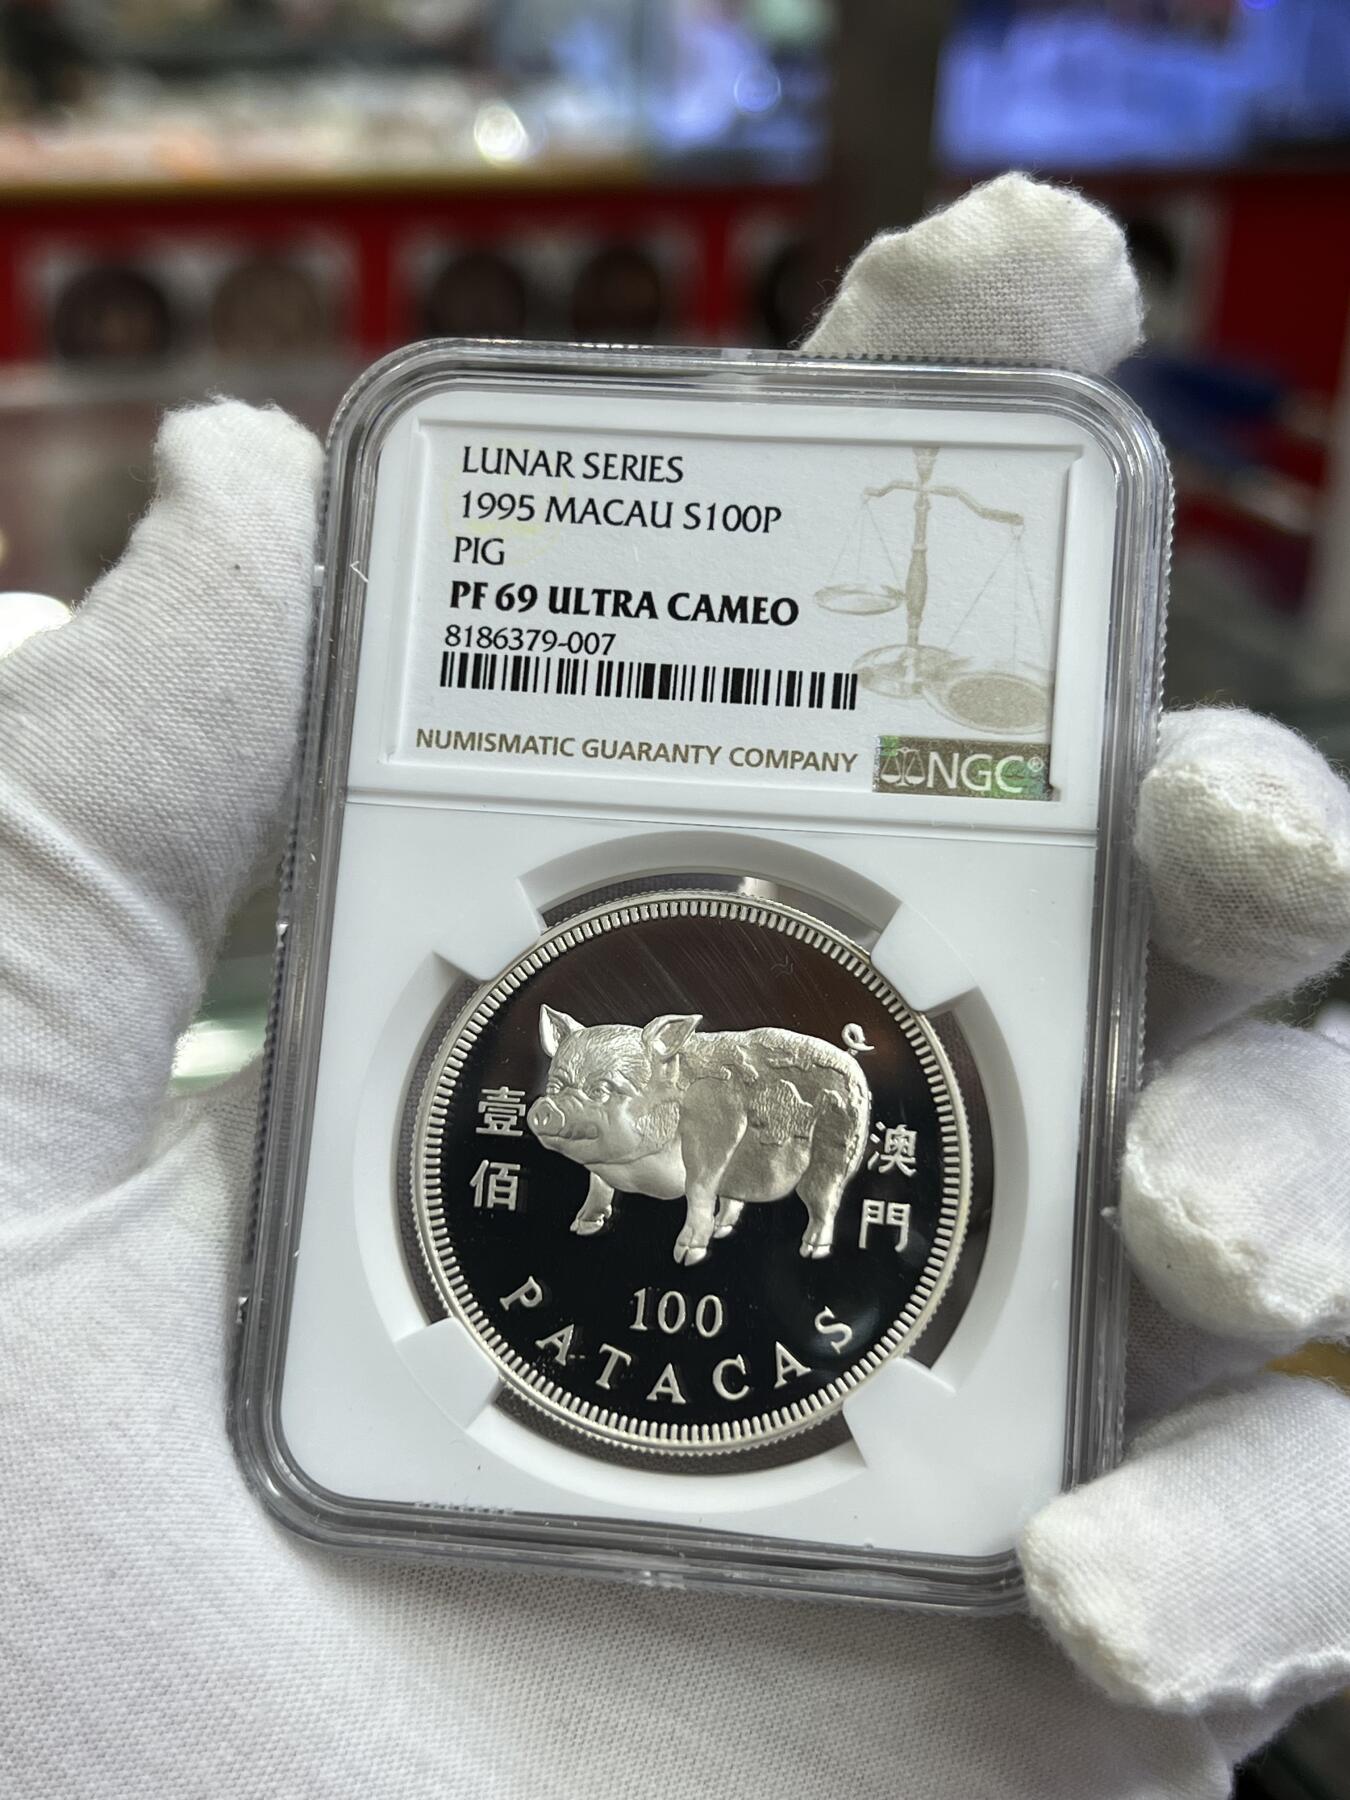 LUNAR SERIES
1995 MACAU S100P
PIG
PF 69 ULTRA CAMEO
8186379-007
NUMISMATIC GUARANTY COMPANY
NGC®
壹佰
澳門
100
PATACAS